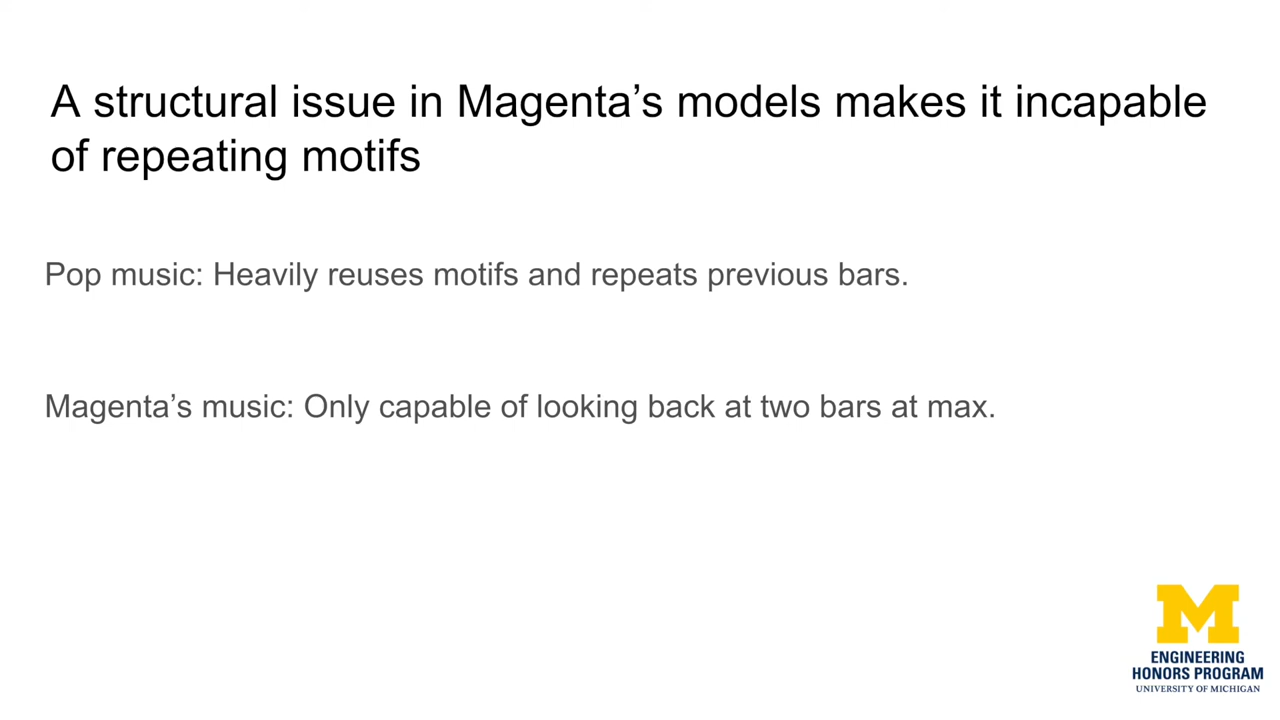 A structural issue in Magenta’s models makes it incapable
of repeating motifs
Pop music: Heavily reuses motifs and repeats previous bars.
Magenta’s music: Only capable of looking back at two bars at max.
M
ENGINEERING
HONORS PROGRAM
UNIVERSITY OF MICHIGAN